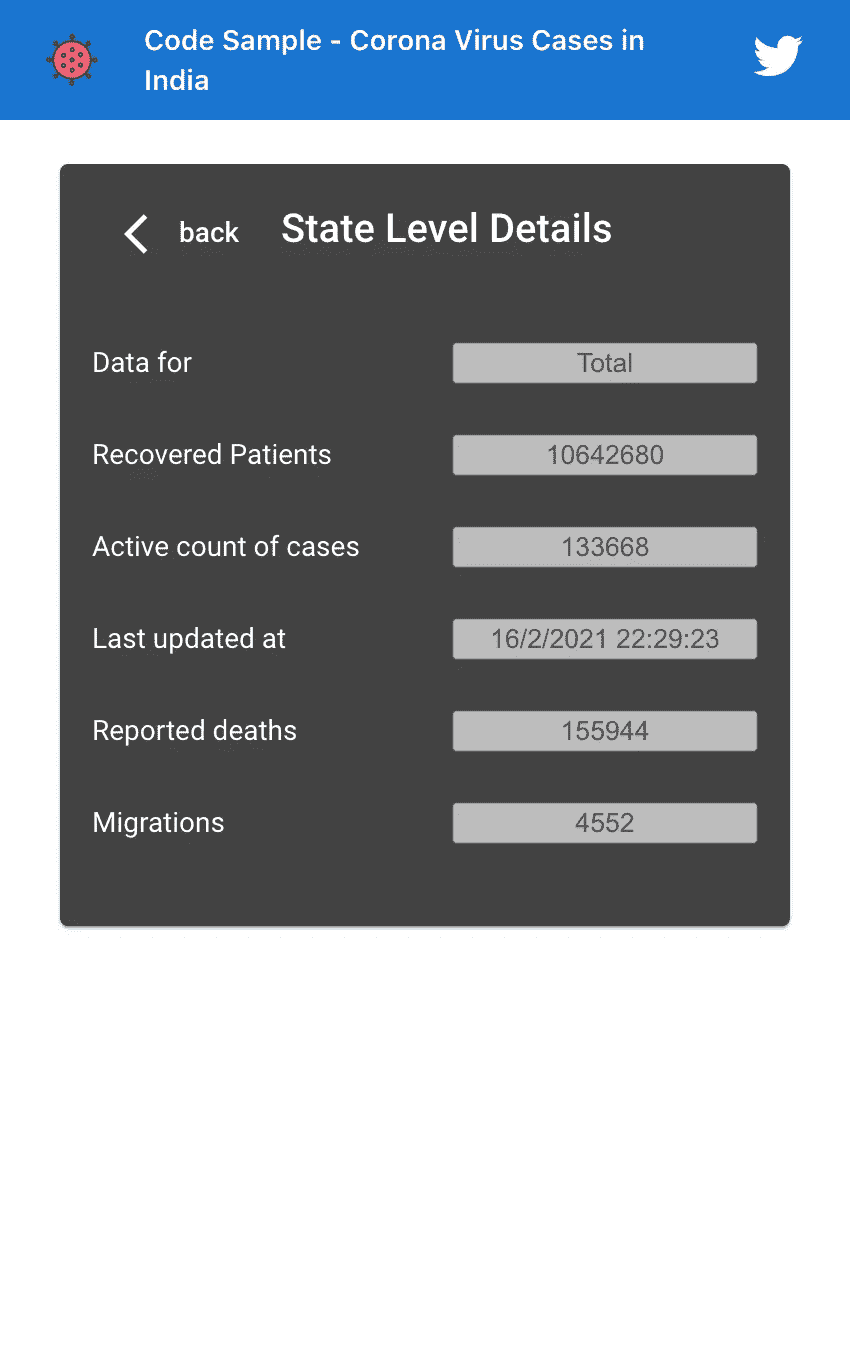 Code Sample - Corona Virus Cases in
India
back State Level Details
Data for Total
Recovered Patients 10642680
Active count of cases 133668
Last updated at 16/2/2021 22:29:23
Reported deaths 155944
Migrations 4552